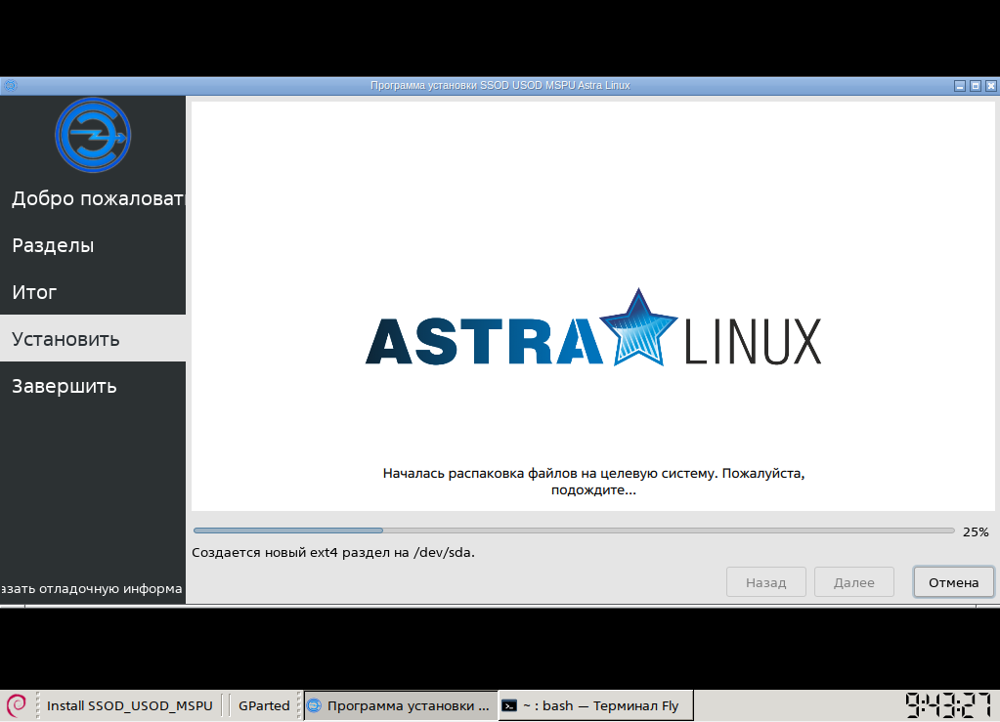 Программа установки SSOD USOD MSPU Astra Linux
Добро пожаловат
Разделы
Итог
Установить
Завершить
азать отладочную информа
ASTRA LINUX
Началась распаковка файлов на целевую систему. Пожалуйста,
подождите...
25%
Создается новый ext4 раздел на /dev/sda.
Назад
Далее
Отмена
Install SSOD_USOD_MSPU
GParted
Программа установки ...
~ : bash — Терминал Fly
9:43:27